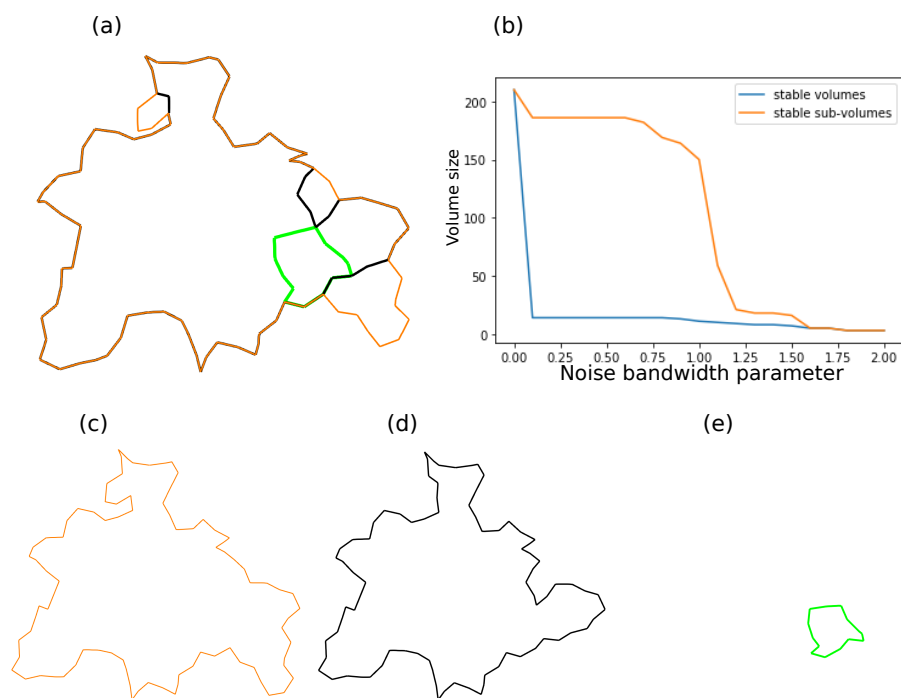 (a)
(b)
stable volumes
stable sub-volumes
Volume size
200
150
100
50
0
0.00 0.25 0.50 0.75 1.00 1.25 1.50 1.75 2.00
Noise bandwidth parameter
(c)
(d)
(e)